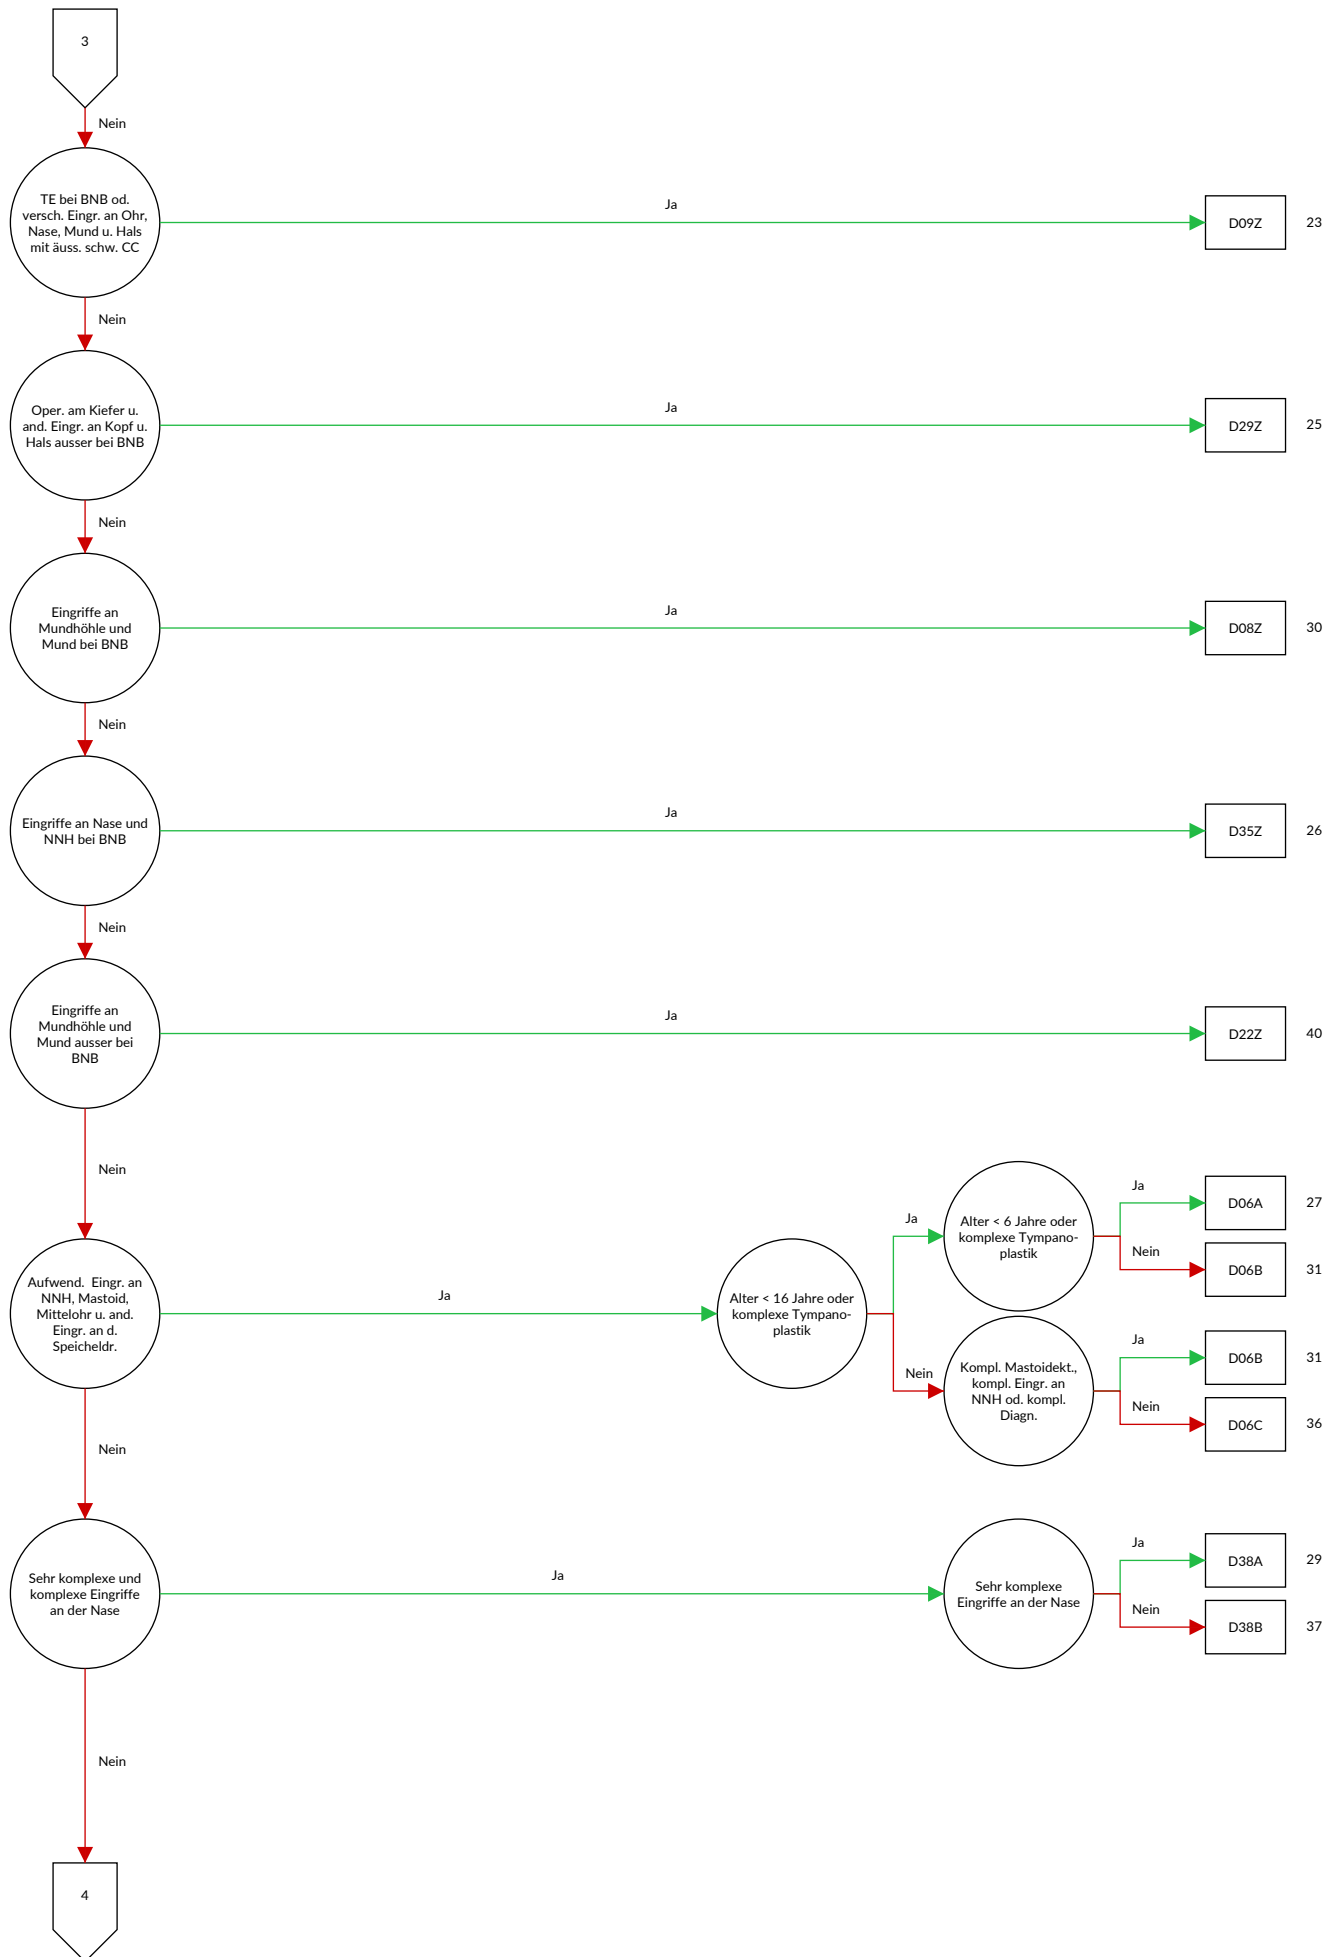 3
Nein
TE bei BNB od.
versch. Eingr. an Ohr,
Nase, Mund u. Hals
mit äuss. schw. CC
Ja
D09Z
23
Nein
Oper. am Kiefer u.
and. Eingr. an Kopf u.
Hals ausser bei BNB
Ja
D29Z
25
Nein
Eingriffe an
Mundhöhle und
Mund bei BNB
Ja
D08Z
30
Nein
Eingriffe an Nase und
NNH bei BNB
Ja
D35Z
26
Nein
Eingriffe an
Mundhöhle und
Mund ausser bei
BNB
Ja
D22Z
40
Nein
Aufwend. Eingr. an
NNH, Mastoid,
Mittelohr u. and.
Eingr. an d.
Speicheldr.
Ja
Alter < 16 Jahre oder
komplexe Tympano-
plastik
Ja
Alter < 6 Jahre oder
komplexe Tympano-
plastik
Ja
D06A
27
Nein
D06B
31
Nein
Kompl. Mastoidekt.,
kompl. Eingr. an
NNH od. kompl.
Diagn.
Ja
D06B
31
Nein
D06C
36
Nein
Sehr komplexe und
komplexe Eingriffe
an der Nase
Ja
Sehr komplexe
Eingriffe an der Nase
Ja
D38A
29
Nein
D38B
37
Nein
4